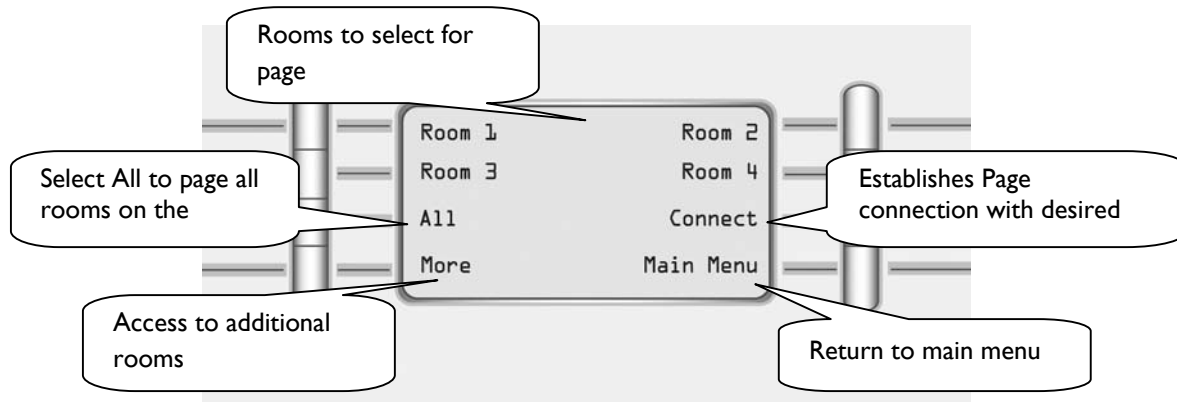 Rooms to select for
page
Room 1
Room 2
Room 3
Room 4
Select All to page all
rooms on the
Establishes Page
connection with desired
All
Connect
More
Main Menu
Access to additional
rooms
Return to main menu